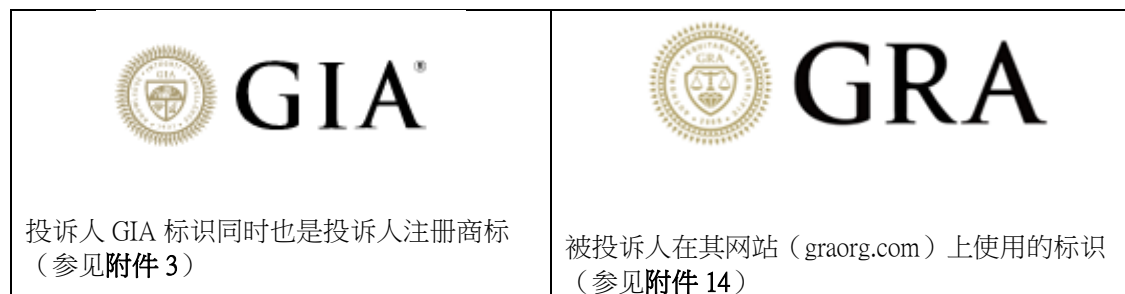 GIA
GIA®
投诉人 GIA 标识同时也是投诉人注册商标
（参见附件 3）
GRA
GRA
被投诉人在其网站（graorg.com）上使用的标识
（参见附件 14）